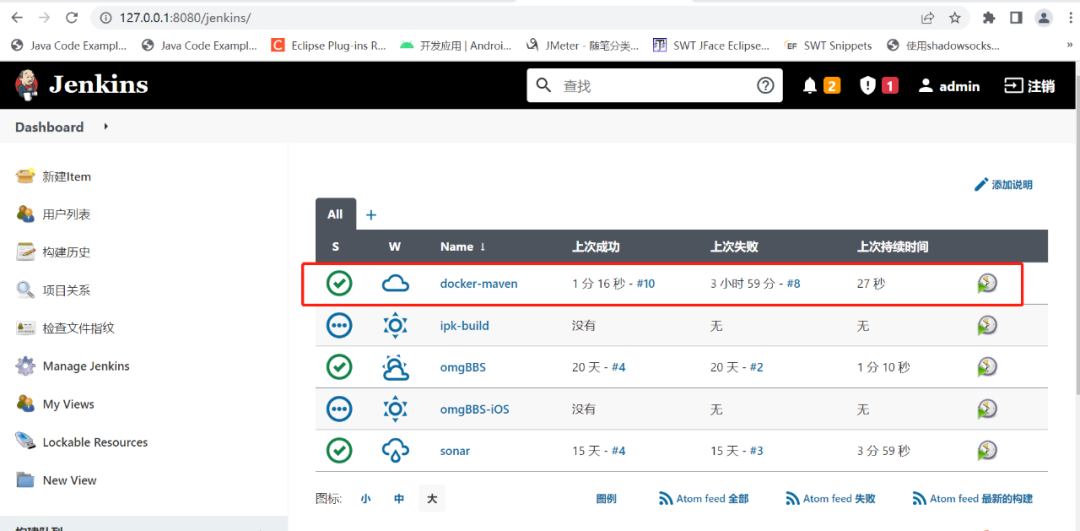 127.0.0.1:8080/jenkins/
Java Code Exampl... Java Code Exampl... Eclipse Plug-ins R... 开发应用 | Androi... JMeter - 随笔分类... SWT JFace Eclipse... SWT Snippets 使用shadowsocks... »
Jenkins 查找 2 1 admin 注销
Dashboard
新建Item
用户列表
构建历史
项目关系
检查文件指纹
Manage Jenkins
My Views
Lockable Resources
New View
构建队列
添加说明
All +
S W Name ↓ 上次成功 上次失败 上次持续时间
docker-maven 1 分 16 秒 - #10 3 小时 59 分 - #8 27 秒
ipk-build 没有 无 无
omgBBS 20 天 - #4 20 天 - #2 1 分 10 秒
omgBBS-iOS 没有 无 无
sonar 15 天 - #4 15 天 - #3 3 分 59 秒
图标: 小 中 大 图例 Atom feed 全部 Atom feed 失败 Atom feed 最新的构建